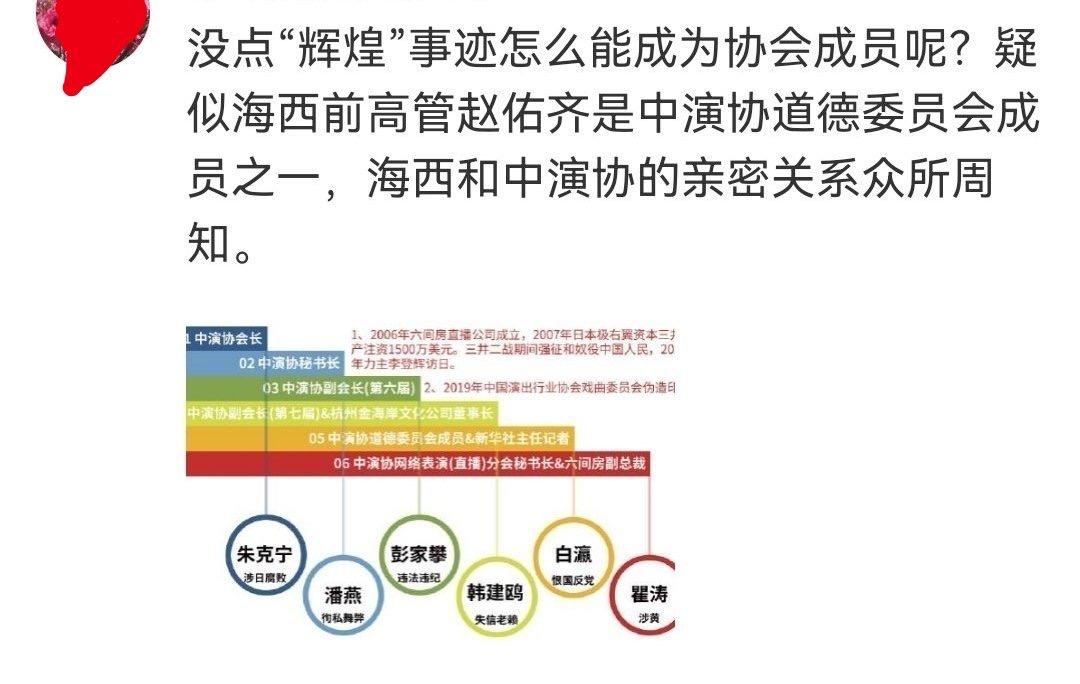 没点“辉煌”事迹怎么能成为协会成员呢？疑
似海西前高管赵佑齐是中演协道德委员会成
员之一，海西和中演协的亲密关系众所周
知。
1 中演协会长
1、2006年六间房直播公司成立，2007年日本极右翼资本三井
02 中演协秘书长
产注资1500万美元。三井二战期间强征和奴役中国人民，20
年力主李登辉访日。
03 中演协副会长(第六届)
2、2019年中国演出行业协会戏曲委员会伪造印
中演协副会长(第七届)&杭州金海岸文化公司董事长
05 中演协道德委员会成员&新华社主任记者
06 中演协网络表演(直播)分会秘书长&六间房副总裁
朱克宁
涉日腐败
潘燕
徇私舞弊
彭家攀
违法违纪
韩建鸥
失信老赖
白瀛
恨国反党
瞿涛
涉黄